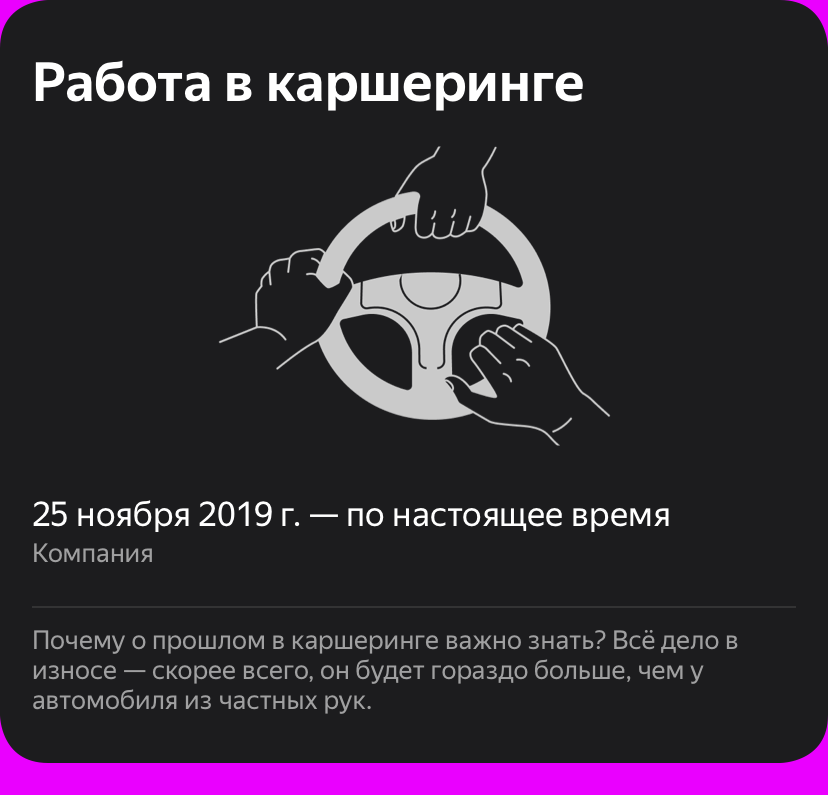 Работа в каршеринге
25 ноября 2019 г. — по настоящее время
Компания
Почему о прошлом в каршеринге важно знать? Всё дело в
износе — скорее всего, он будет гораздо больше, чем у
автомобиля из частных рук.